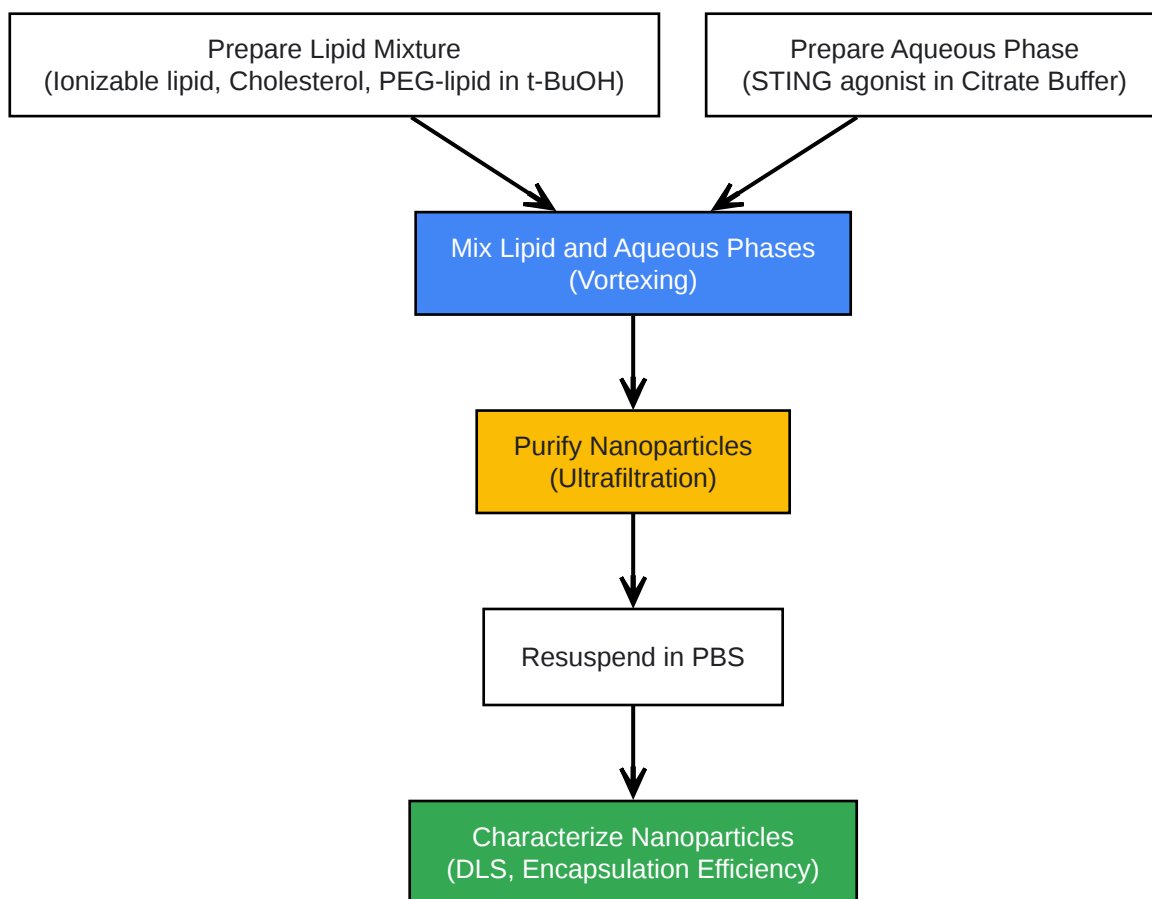 Prepare Lipid Mixture
(Ionizable lipid, Cholesterol, PEG-lipid in t-BuOH)
Prepare Aqueous Phase
(STING agonist in Citrate Buffer)
Mix Lipid and Aqueous Phases
(Vortexing)
Purify Nanoparticles
(Ultrafiltration)
Resuspend in PBS
Characterize Nanoparticles
(DLS, Encapsulation Efficiency)